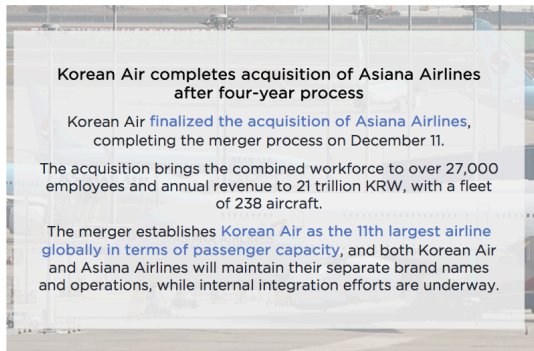 Korean Air completes acquisition of Asiana Airlines
after four-year process
Korean Air finalized the acquisition of Asiana Airlines,
completing the merger process on December 11.
The acquisition brings the combined workforce to over 27,000
employees and annual revenue to 21 trillion KRW, with a fleet
of 238 aircraft.
The merger establishes Korean Air as the 11th largest airline
globally in terms of passenger capacity, and both Korean Air
and Asiana Airlines will maintain their separate brand names
and operations, while internal integration efforts are underway.